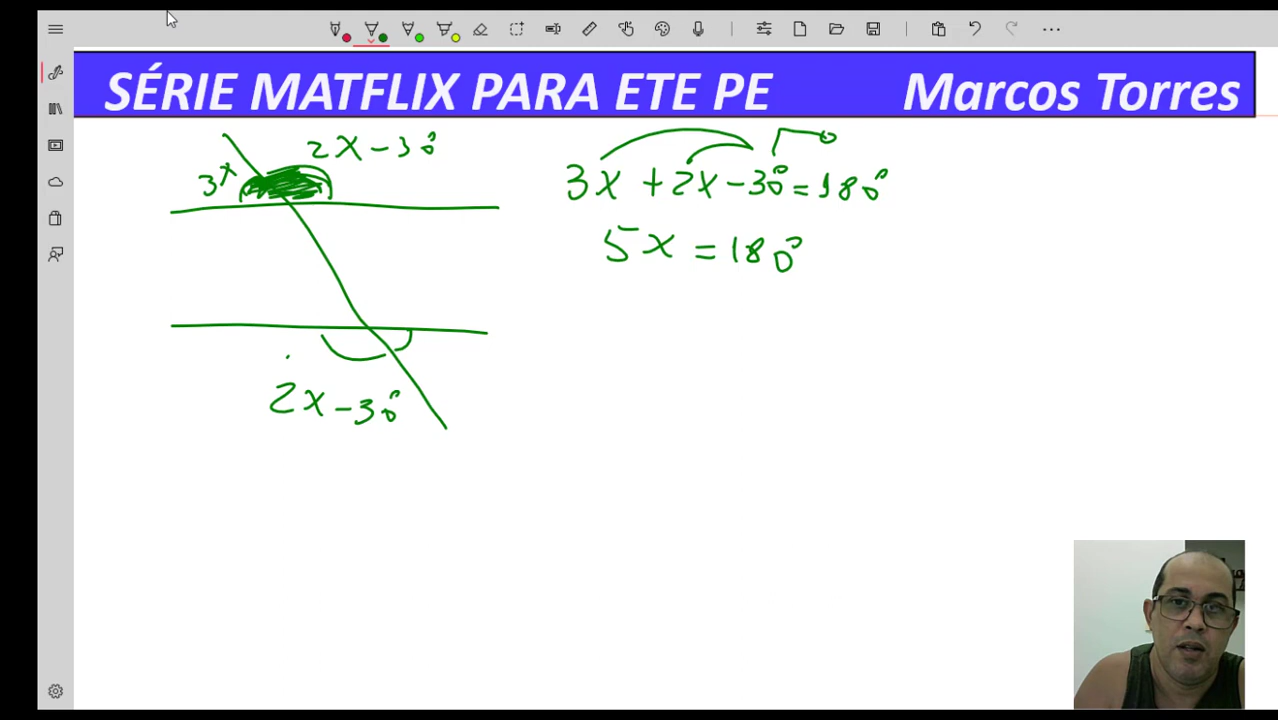 SÉRIE MATFLIX PARA ETE PE Marcos Torres
2x-30°
3x
3x+2x-30°=180°
5x=180°
2x-30°